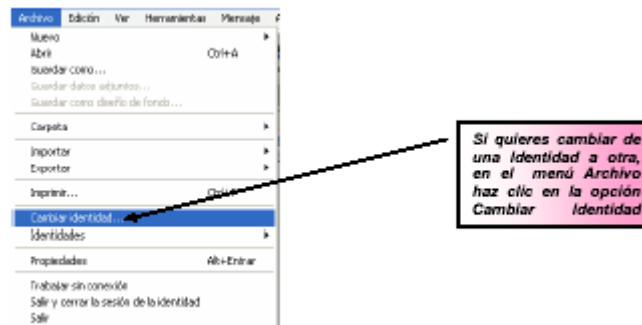 Archivo Edición Ver Herramientas Mensaje
Nuevo
Abrir Ctrl+A
Guardar como...
Guardar datos adjuntos...
Guardar como diseño de fondo...
Carpeta
Importar
Exportar
Imprimir...
Cambiar identidad...
Identidades
Propiedades Alt+Entrar
Trabajar sin conexión
Salir y cerrar la sesión de la identidad
Salir
Si quieres cambiar de
una Identidad a otra,
en el menú Archivo
haz clic en la opción
Cambiar Identidad